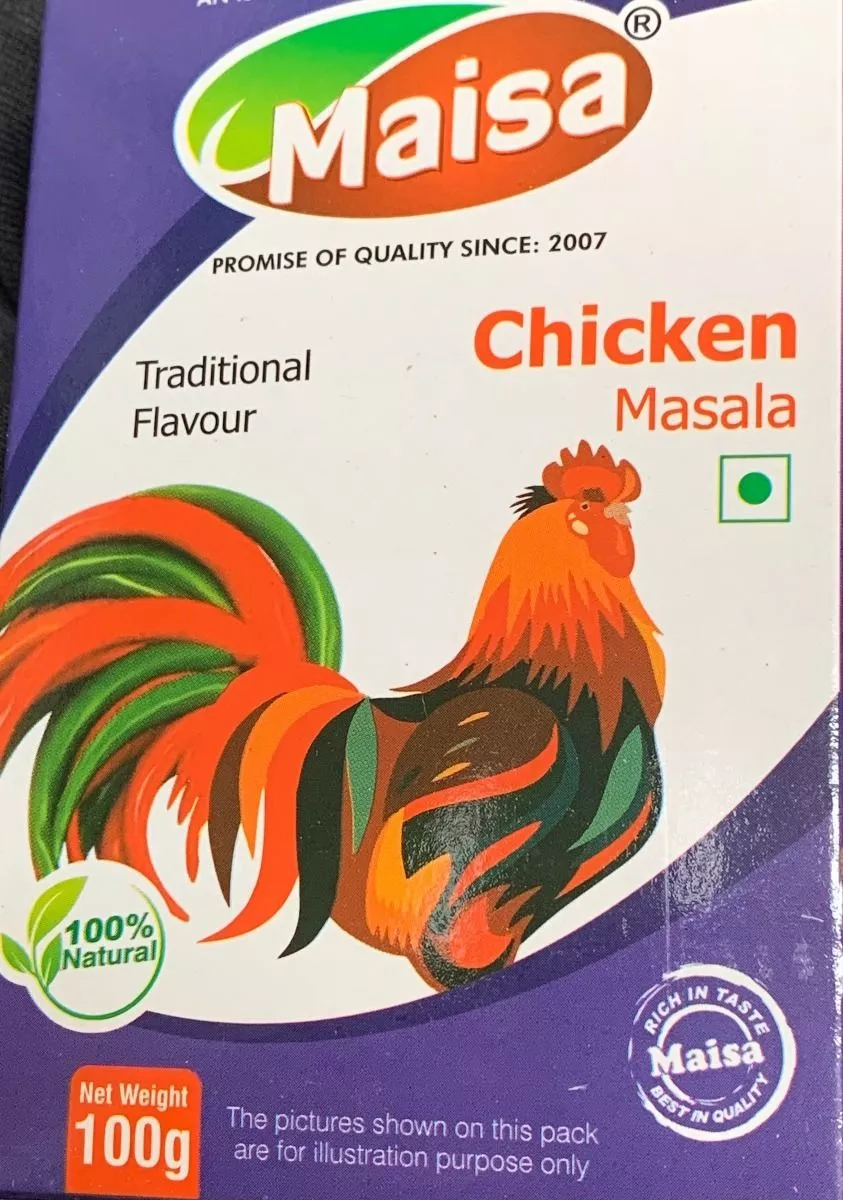 Maisa®
PROMISE OF QUALITY SINCE: 2007
Traditional
Flavour
Chicken
Masala
100%
Natural
RICH IN TASTE
Maisa
BEST IN QUALITY
Net Weight
100g
The pictures shown on this pack
are for illustration purpose only